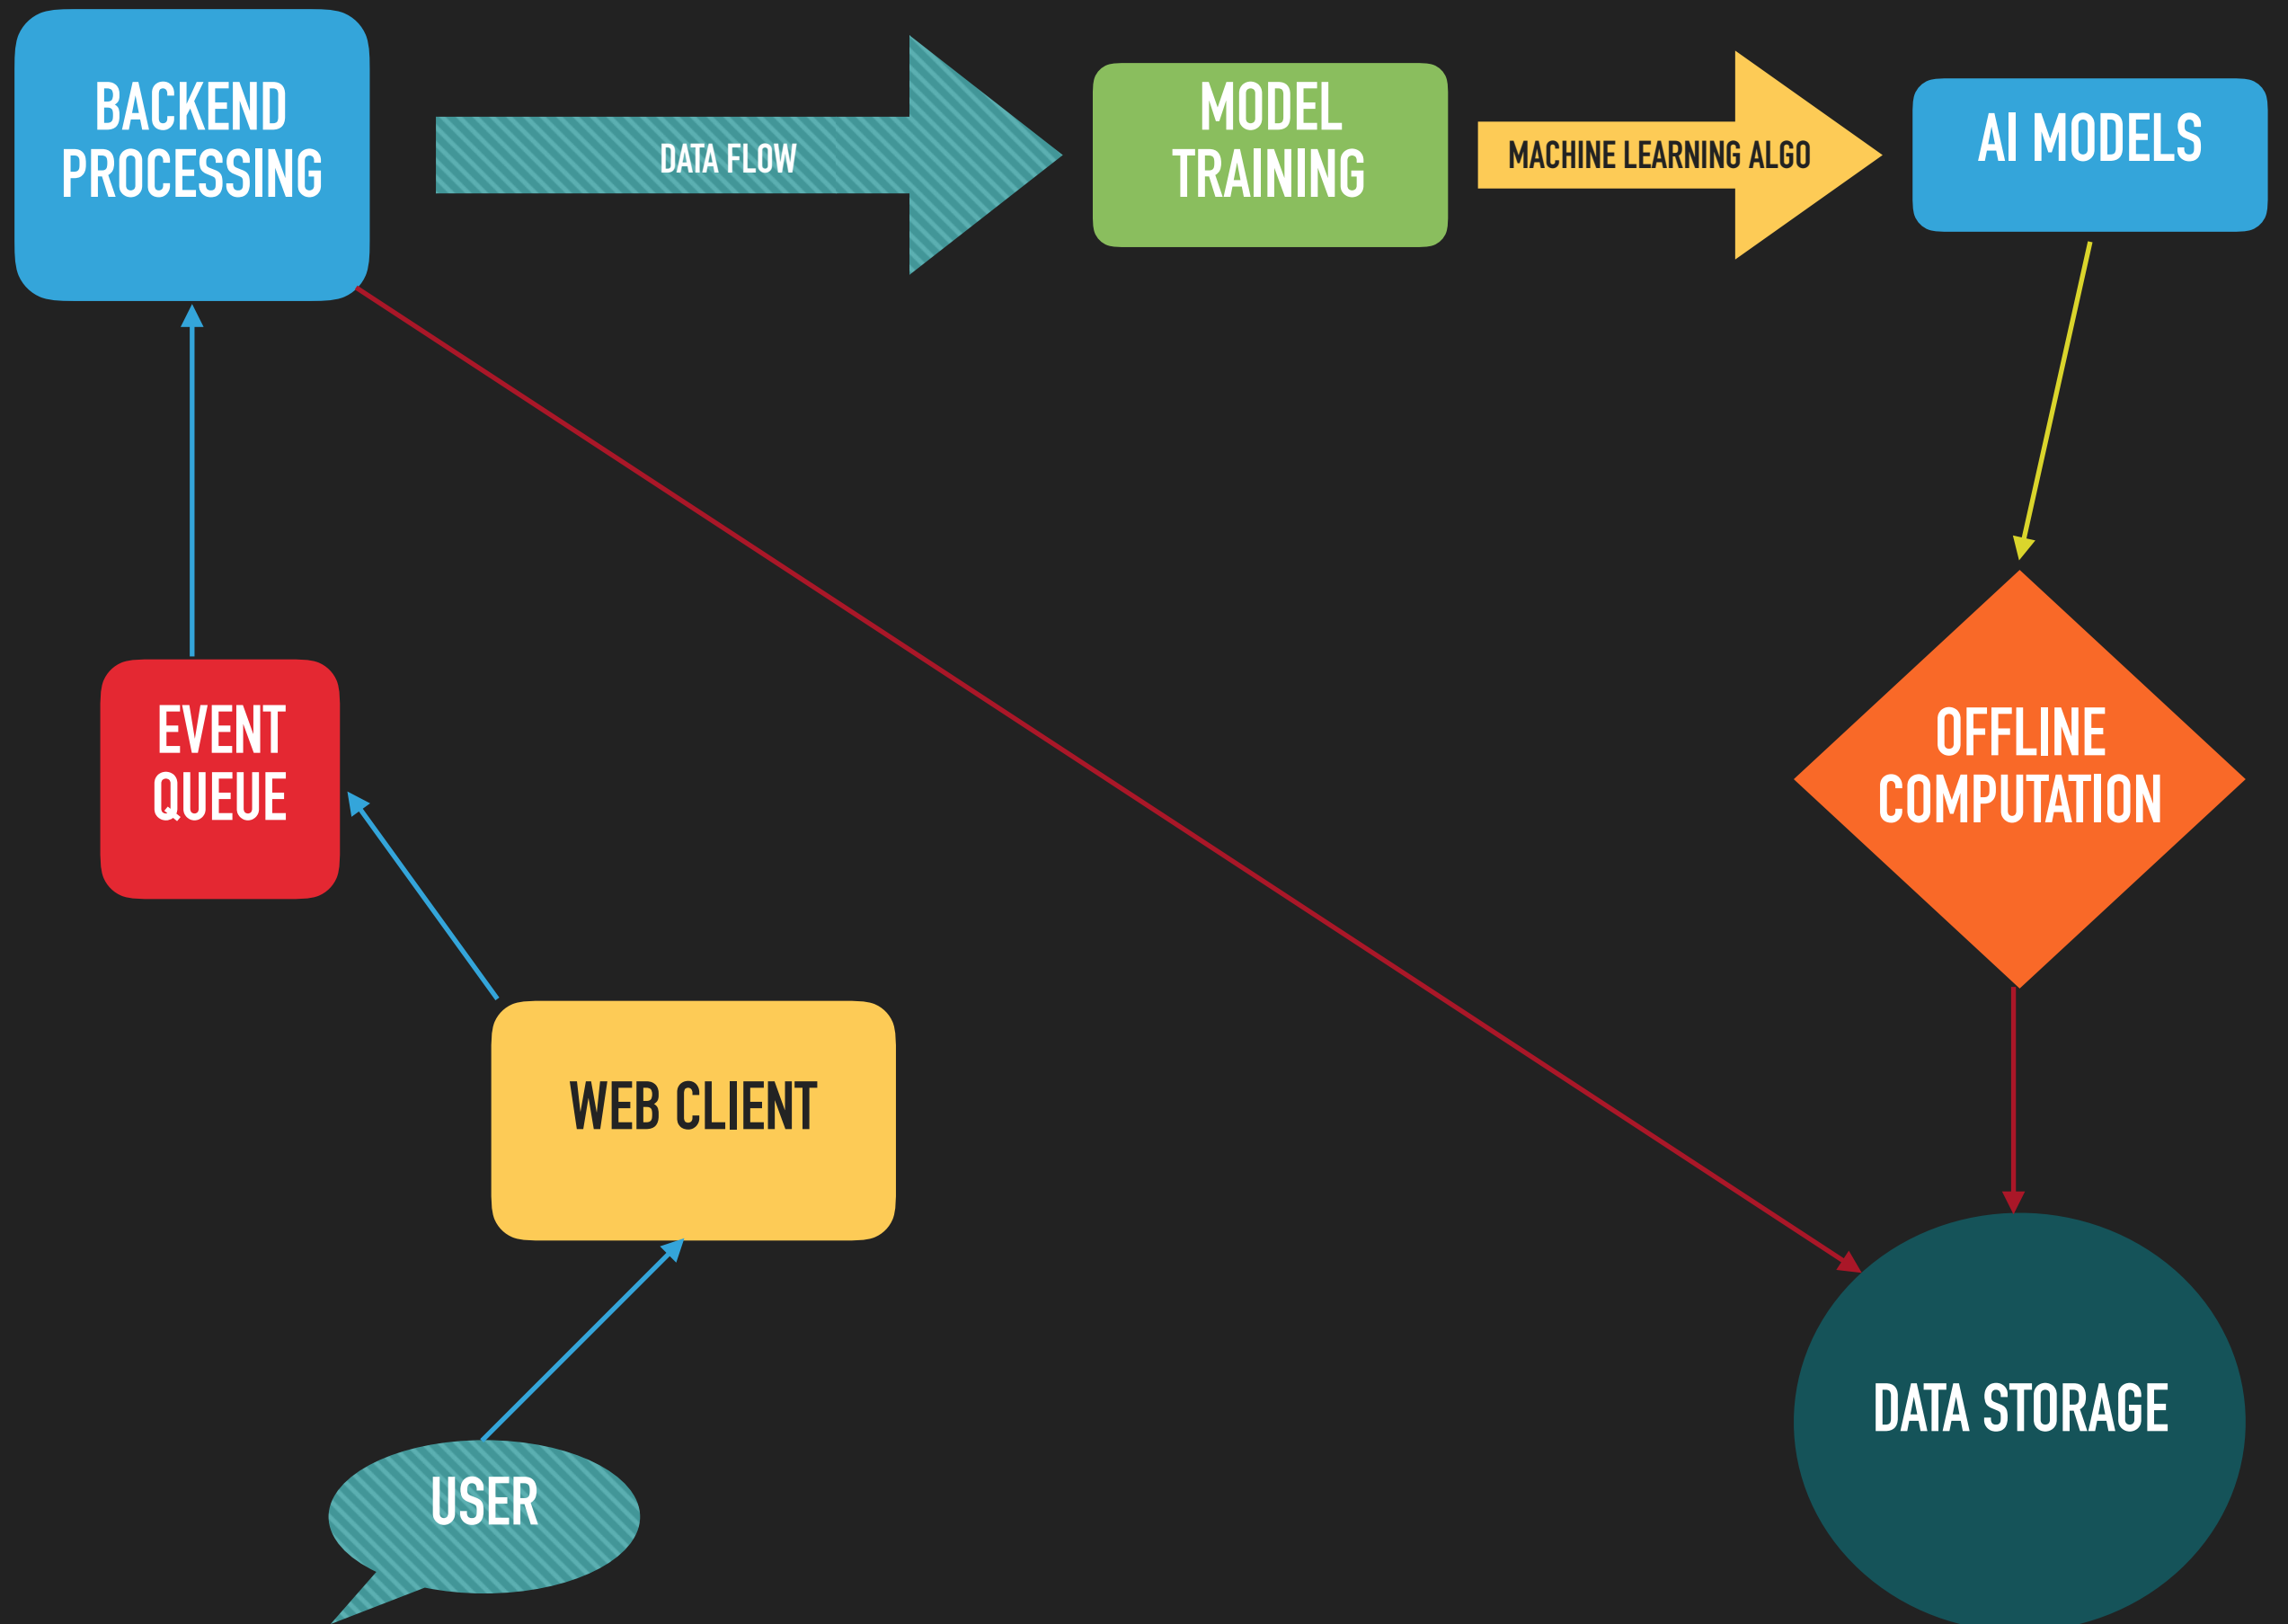 BACKEND
PROCESSING
DATA FLOW
MODEL
TRAINING
MACHINE LEARNING ALGO
AI MODELS
EVENT
QUEUE
OFFLINE
COMPUTATION
WEB CLIENT
DATA STORAGE
USER